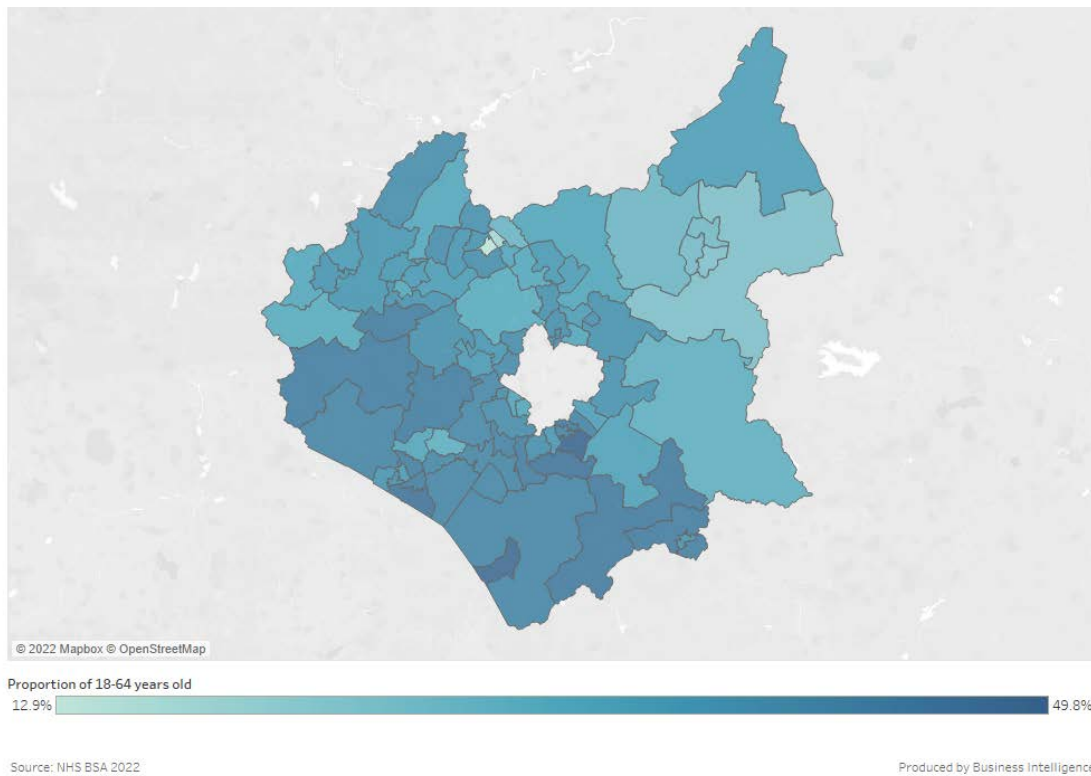 © 2022 Mapbox © OpenStreetMap
Proportion of 18-64 years old
12.9% 49.8%
Source: NHS BSA 2022 Produced by Business Intelligence